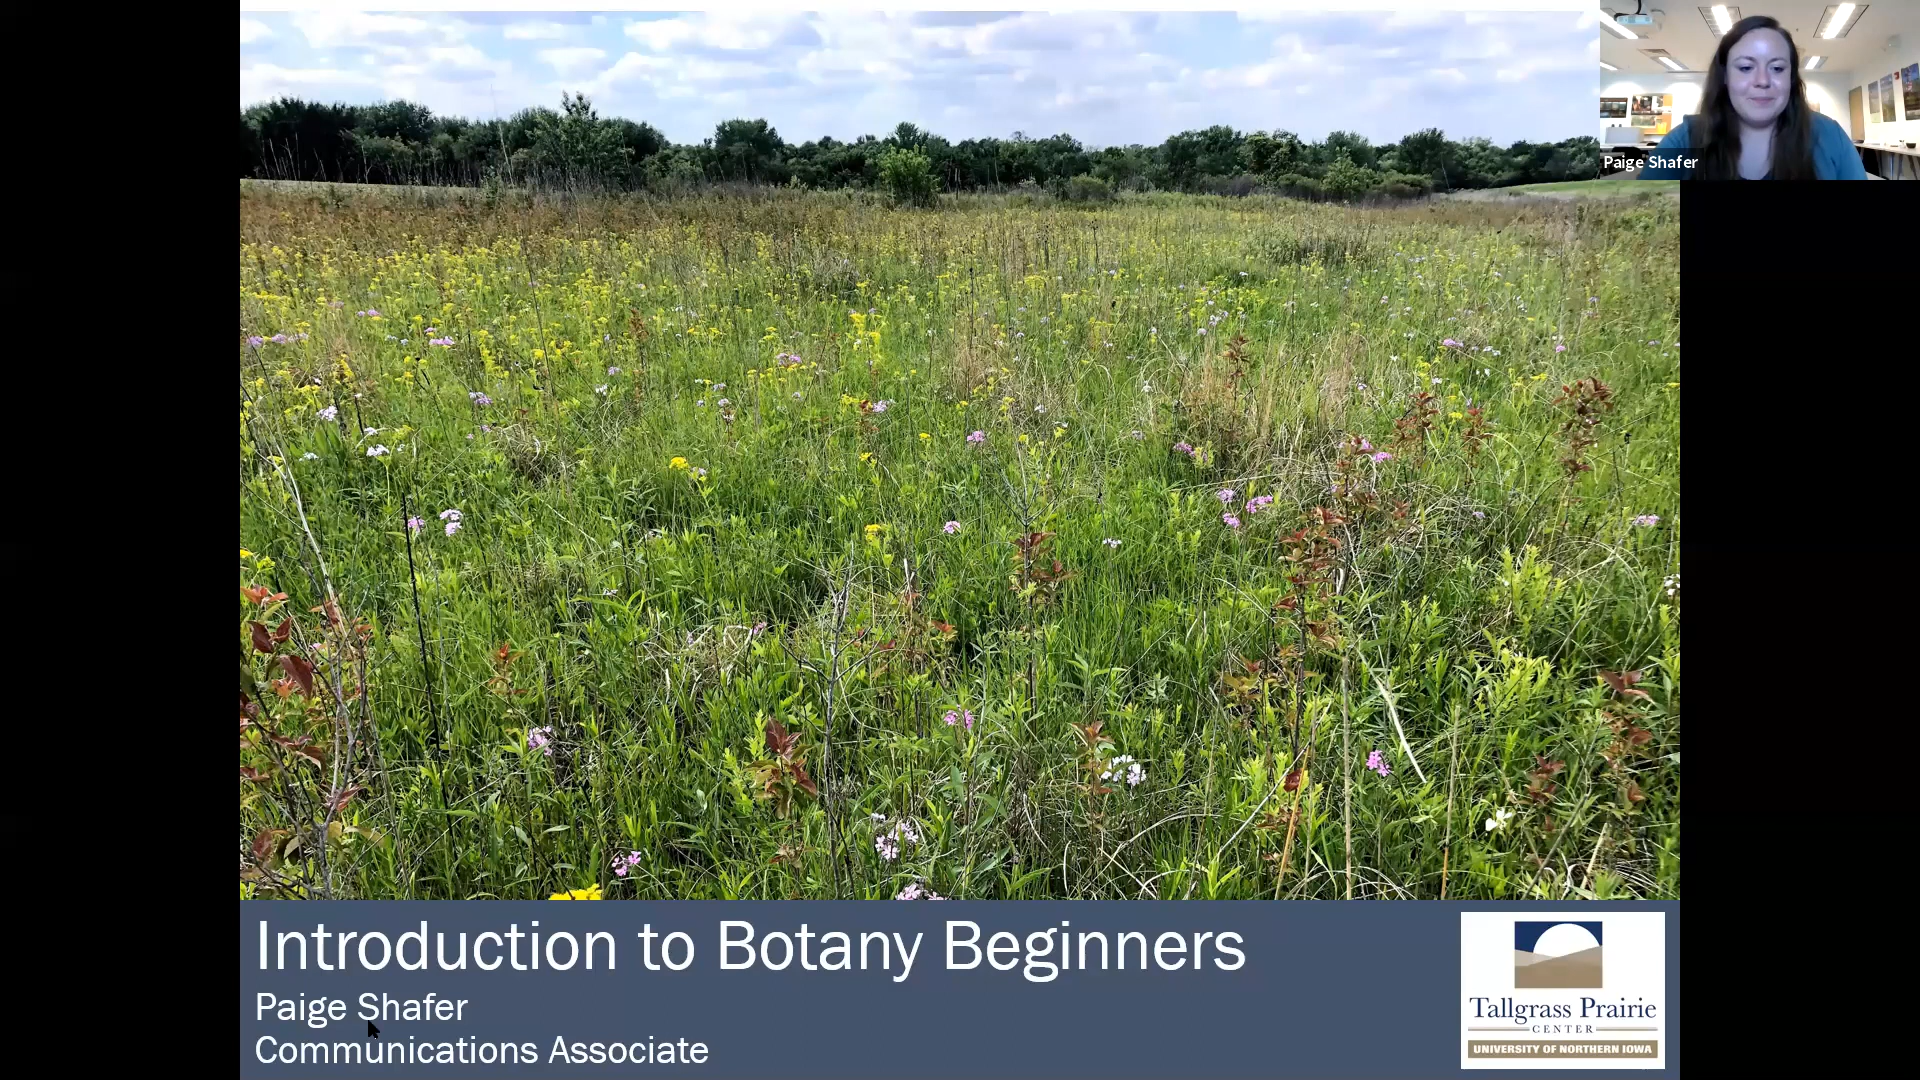 Paige Shafer
Introduction to Botany Beginners
Paige Shafer
Communications Associate
Tallgrass Prairie
CENTER
UNIVERSITY OF NORTHERN IOWA